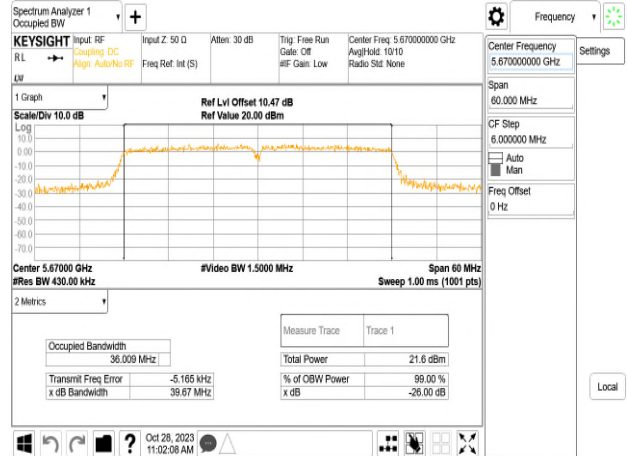 Spectrum Analyzer 1
Occupied BW
Frequency
KEYSIGHT
RL
Input: RF
Coupling: DC
Align: Auto/No RF
Input Z: 50 Ω
Freq Ref: Int (S)
Atten: 30 dB
Trig: Free Run
Gate: Off
#IF Gain: Low
Center Freq: 5.670000000 GHz
Avg|Hold: 10/10
Radio Std: None
Center Frequency
5.670000000 GHz
Settings
Span
60.000 MHz
CF Step
6.000000 MHz
Auto
Man
Freq Offset
0 Hz
Local
1 Graph
Scale/Div 10.0 dB
Ref Lvl Offset 10.47 dB
Ref Value 20.00 dBm
Log
10.0
0.00
-10.0
-20.0
-30.0
-40.0
-50.0
-60.0
-70.0
Center 5.67000 GHz
#Res BW 430.00 kHz
#Video BW 1.5000 MHz
Span 60 MHz
Sweep 1.00 ms (1001 pts)
2 Metrics
Measure Trace Trace 1
Occupied Bandwidth
36.009 MHz
Total Power 21.6 dBm
Transmit Freq Error -5.165 kHz
% of OBW Power 99.00 %
x dB Bandwidth 39.67 MHz
x dB -26.00 dB
Oct 28, 2023
11:02:08 AM